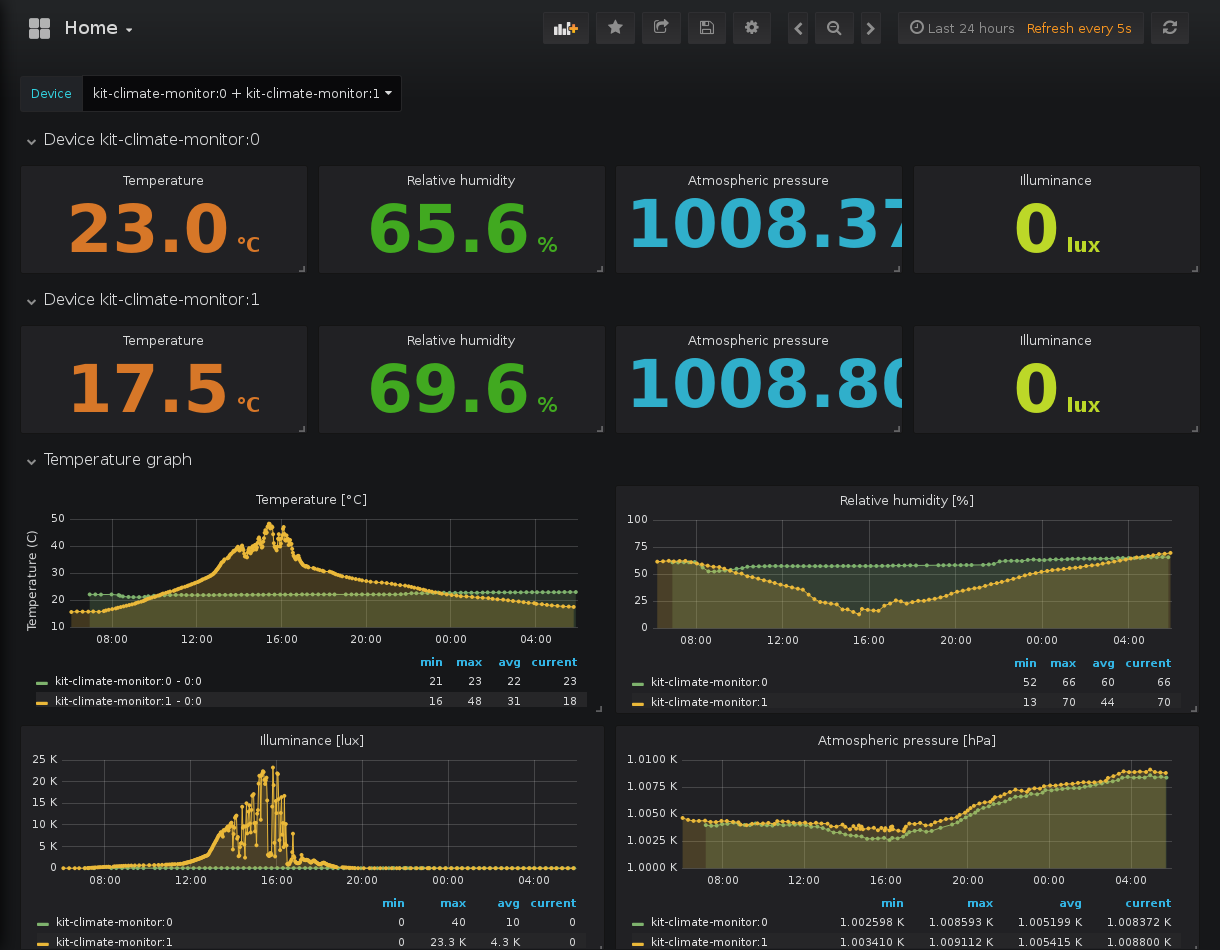 Home
Last 24 hours Refresh every 5s
Device kit-climate-monitor:0 + kit-climate-monitor:1
Device kit-climate-monitor:0
Temperature Relative humidity Atmospheric pressure Illuminance
23.0 °C 65.6 % 1008.37 0 lux
Device kit-climate-monitor:1
Temperature Relative humidity Atmospheric pressure Illuminance
17.5 °C 69.6 % 1008.80 0 lux
Temperature graph
Temperature [°C]
Temperature (C)
50
40
30
20
10
08:00 12:00 16:00 20:00 00:00 04:00
min max avg current
kit-climate-monitor:0 - 0:0 21 23 22 23
kit-climate-monitor:1 - 0:0 16 48 31 18
Relative humidity [%]
100
75
50
25
0
08:00 12:00 16:00 20:00 00:00 04:00
min max avg current
kit-climate-monitor:0 52 66 60 66
kit-climate-monitor:1 13 70 44 70
Illuminance [lux]
25 K
20 K
15 K
10 K
5 K
0
08:00 12:00 16:00 20:00 00:00 04:00
min max avg current
kit-climate-monitor:0 0 40 10 0
kit-climate-monitor:1 0 23.3 K 4.3 K 0
Atmospheric pressure [hPa]
1.0100 K
1.0075 K
1.0050 K
1.0025 K
1.0000 K
08:00 12:00 16:00 20:00 00:00 04:00
min max avg current
kit-climate-monitor:0 1.002598 K 1.008593 K 1.005199 K 1.008372 K
kit-climate-monitor:1 1.003410 K 1.009112 K 1.005415 K 1.008800 K